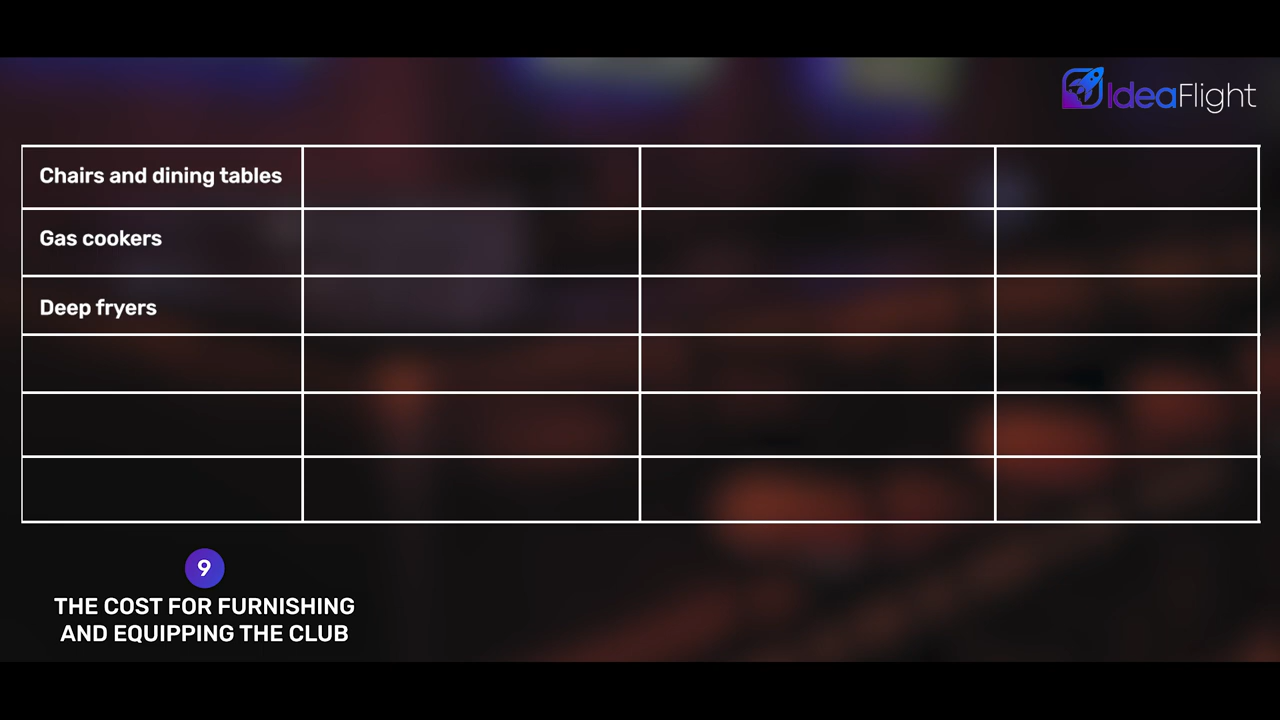 IdeaFlight
Chairs and dining tables
Gas cookers
Deep fryers
9
THE COST FOR FURNISHING
AND EQUIPPING THE CLUB